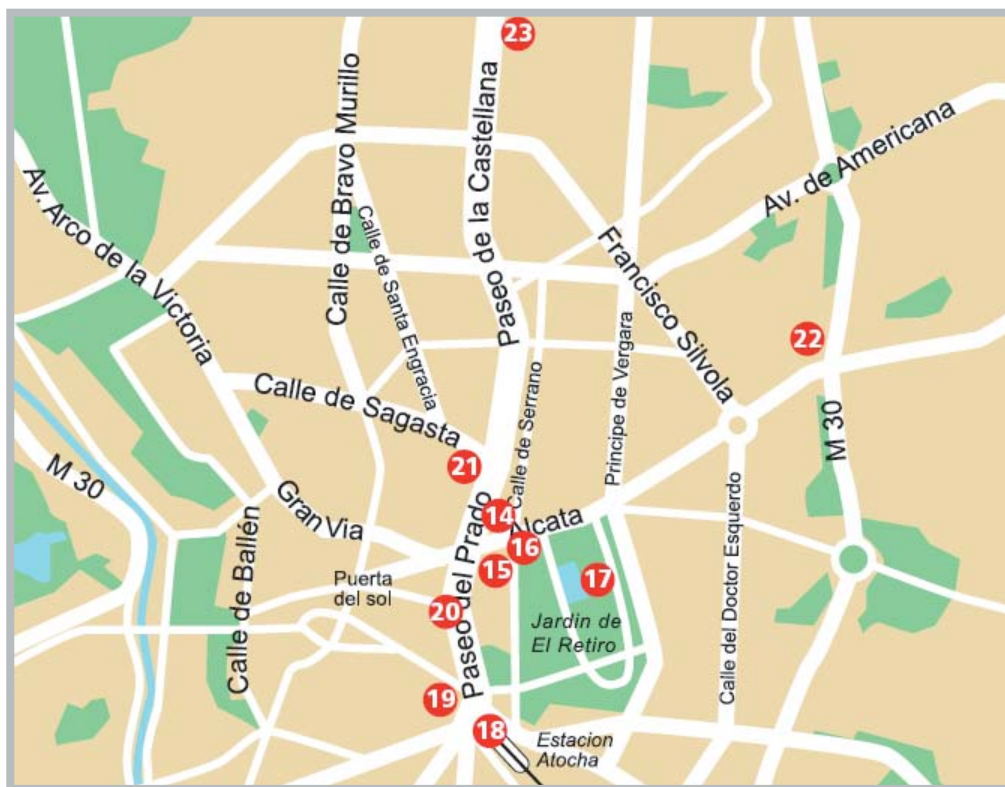 23
Calle de Bravo Murillo
Paseo de la Castellana
Av. de Americana
Av. Arco de la Victoria
Calle de Santa Engracia
Francisco Silvola
22
Calle de Serrano
Principe de Vergara
Calle de Sagasta
M 30
21
M 30
Gran Via
14
Alcata
16
Calle de Ballén
Puerta
del sol
15
17
Paseo del Prado
20
Jardin de
El Retiro
Calle del Doctor Esquerdo
19
18
Estacion
Atocha